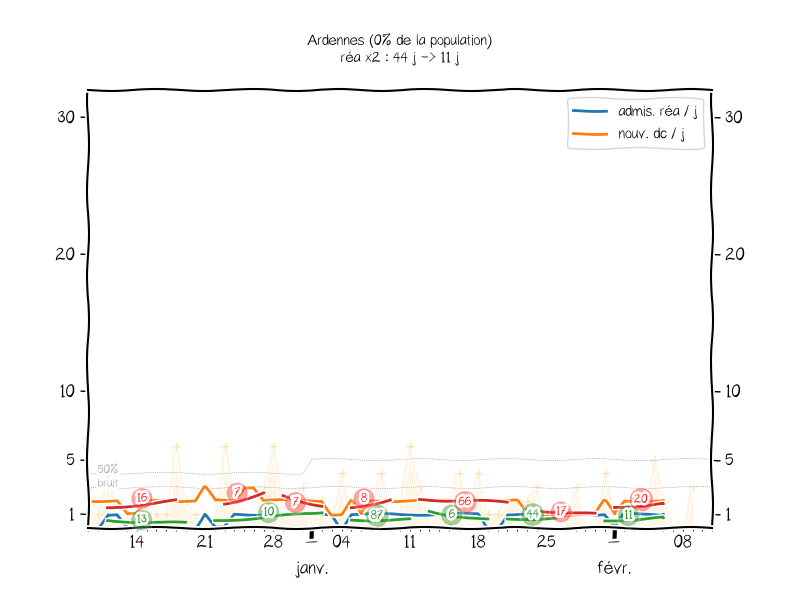 Ardennes (0% de la population)
réa x2 : 44 j -> 11 j
admis. réa / j
nouv. dc / j
30 30
20 20
10 10
5 5
1 1
50%
bruit
16 7 7 8 66 17 20
13 10 87 6 44 11
14 21 28 04 11 18 25 08
janv. févr.